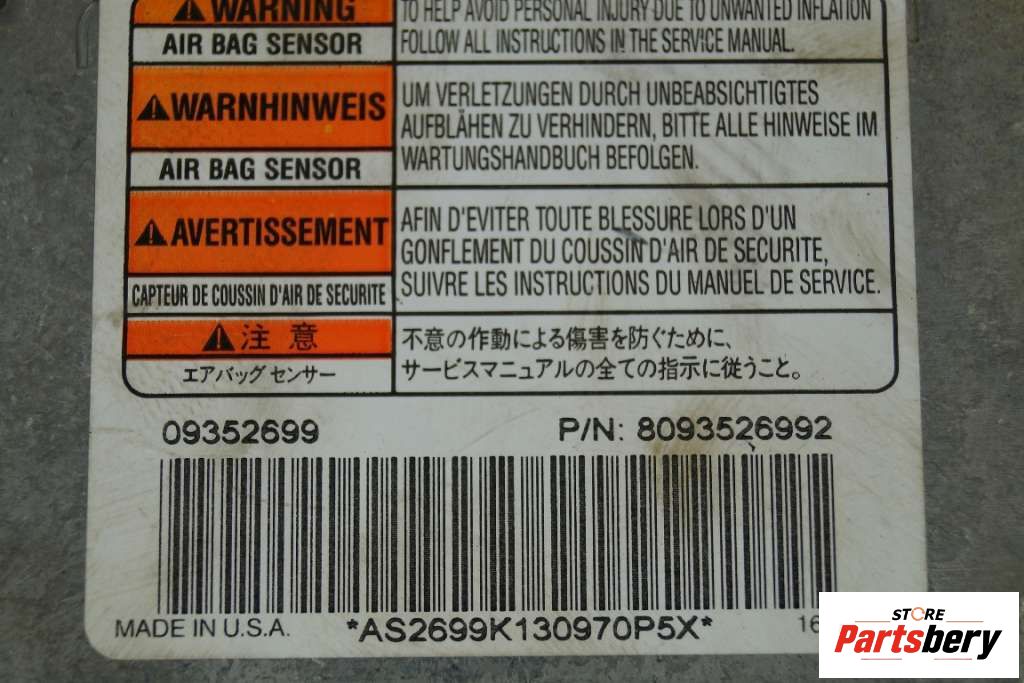 WARNING
AIR BAG SENSOR
TO HELP AVOID PERSONAL INJURY DUE TO UNWANTED INFLATION
FOLLOW ALL INSTRUCTIONS IN THE SERVICE MANUAL.
WARNHINWEIS
AIR BAG SENSOR
UM VERLETZUNGEN DURCH UNBEABSICHTIGTES
AUFBLÄHEN ZU VERHINDERN, BITTE ALLE HINWEISE IM
WARTUNGSHANDBUCH BEFOLGEN.
AVERTISSEMENT
CAPTEUR DE COUSSIN D'AIR DE SECURITE
AFIN D'EVITER TOUTE BLESSURE LORS D'UN
GONFLEMENT DU COUSSIN D'AIR DE SECURITE,
SUIVRE LES INSTRUCTIONS DU MANUEL DE SERVICE.
注意
エアバッグ センサー
不意の作動による傷害を防ぐために、
サービスマニュアルの全ての指示に従うこと。
09352699 P/N: 8093526992
MADE IN U.S.A. *AS2699K130970P5X*
STORE
Partsbery